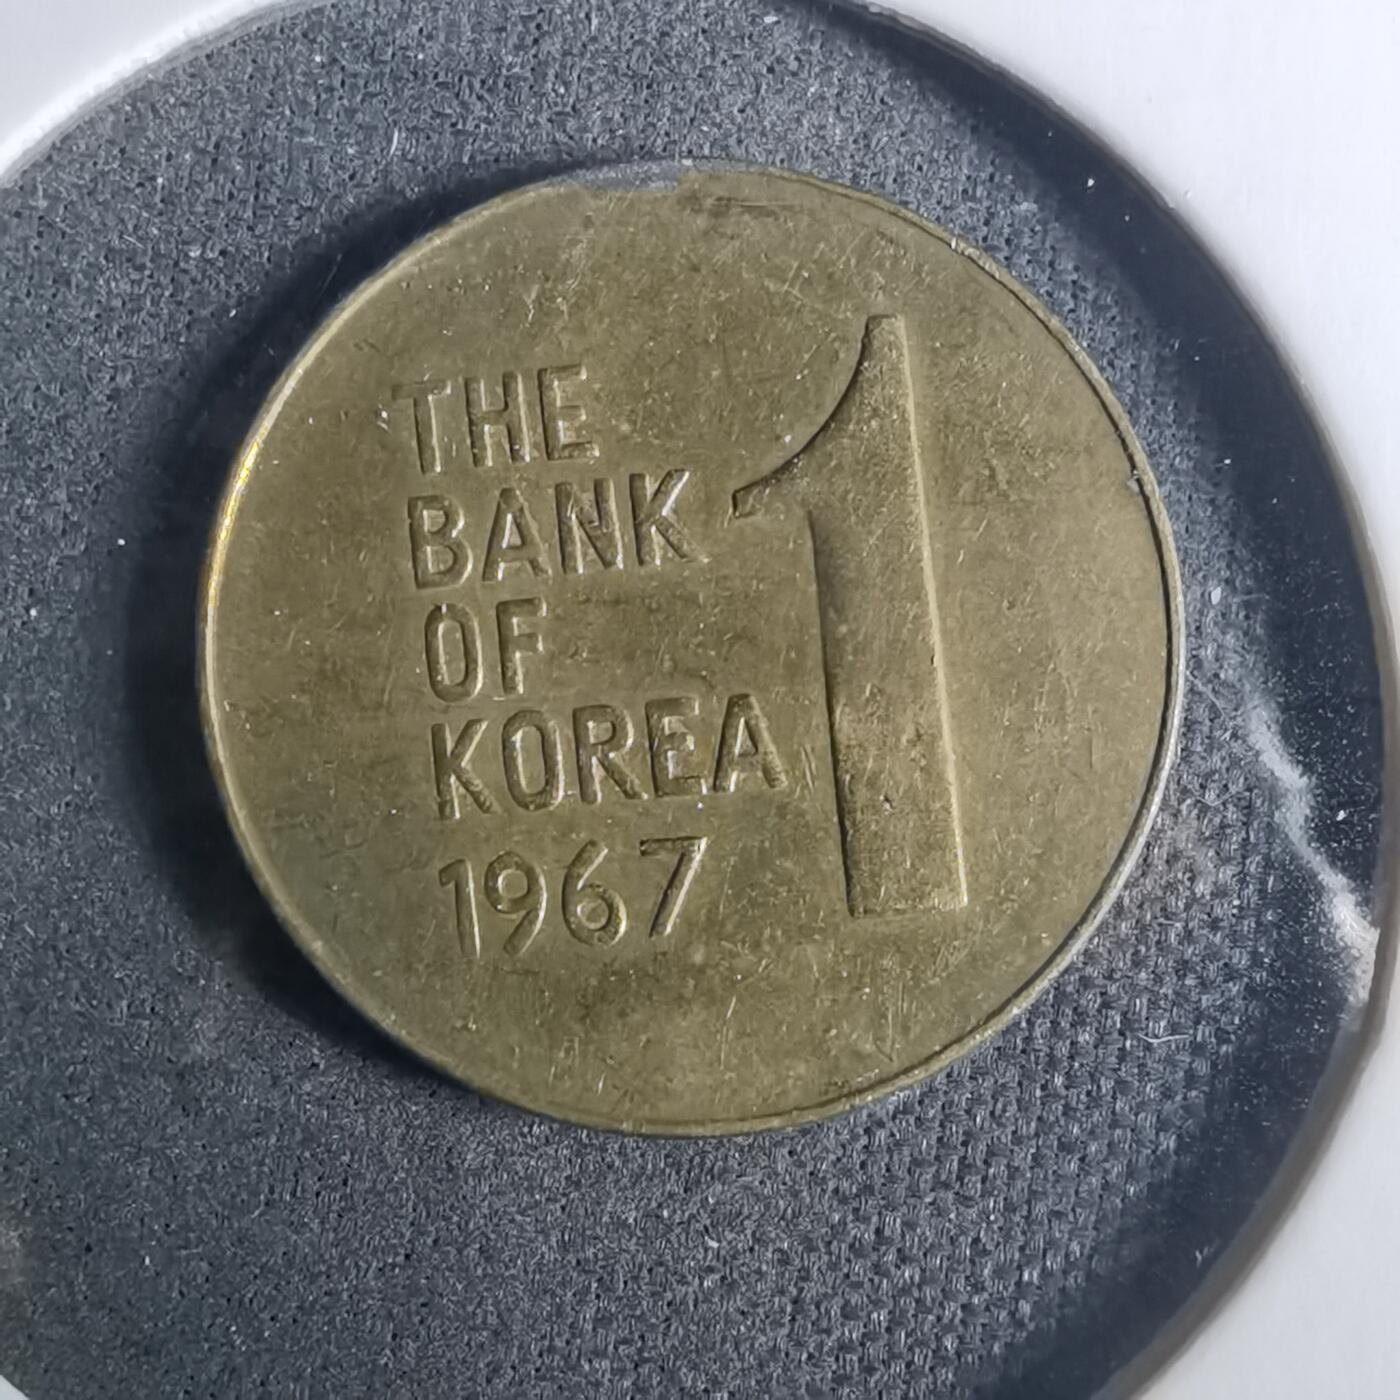 THE
BANK
OF
KOREA
1967
1